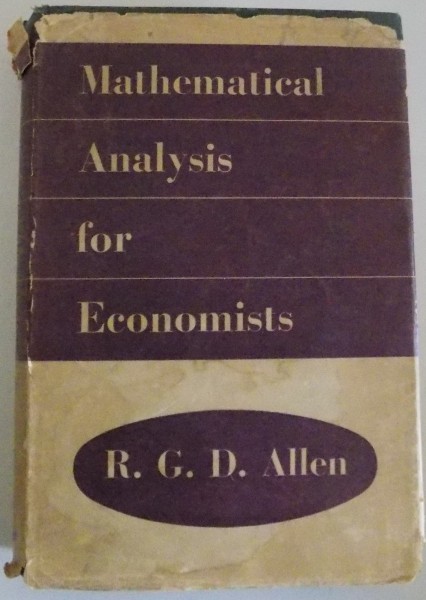 Mathematical
Analysis
for
Economists
R. G. D. Allen